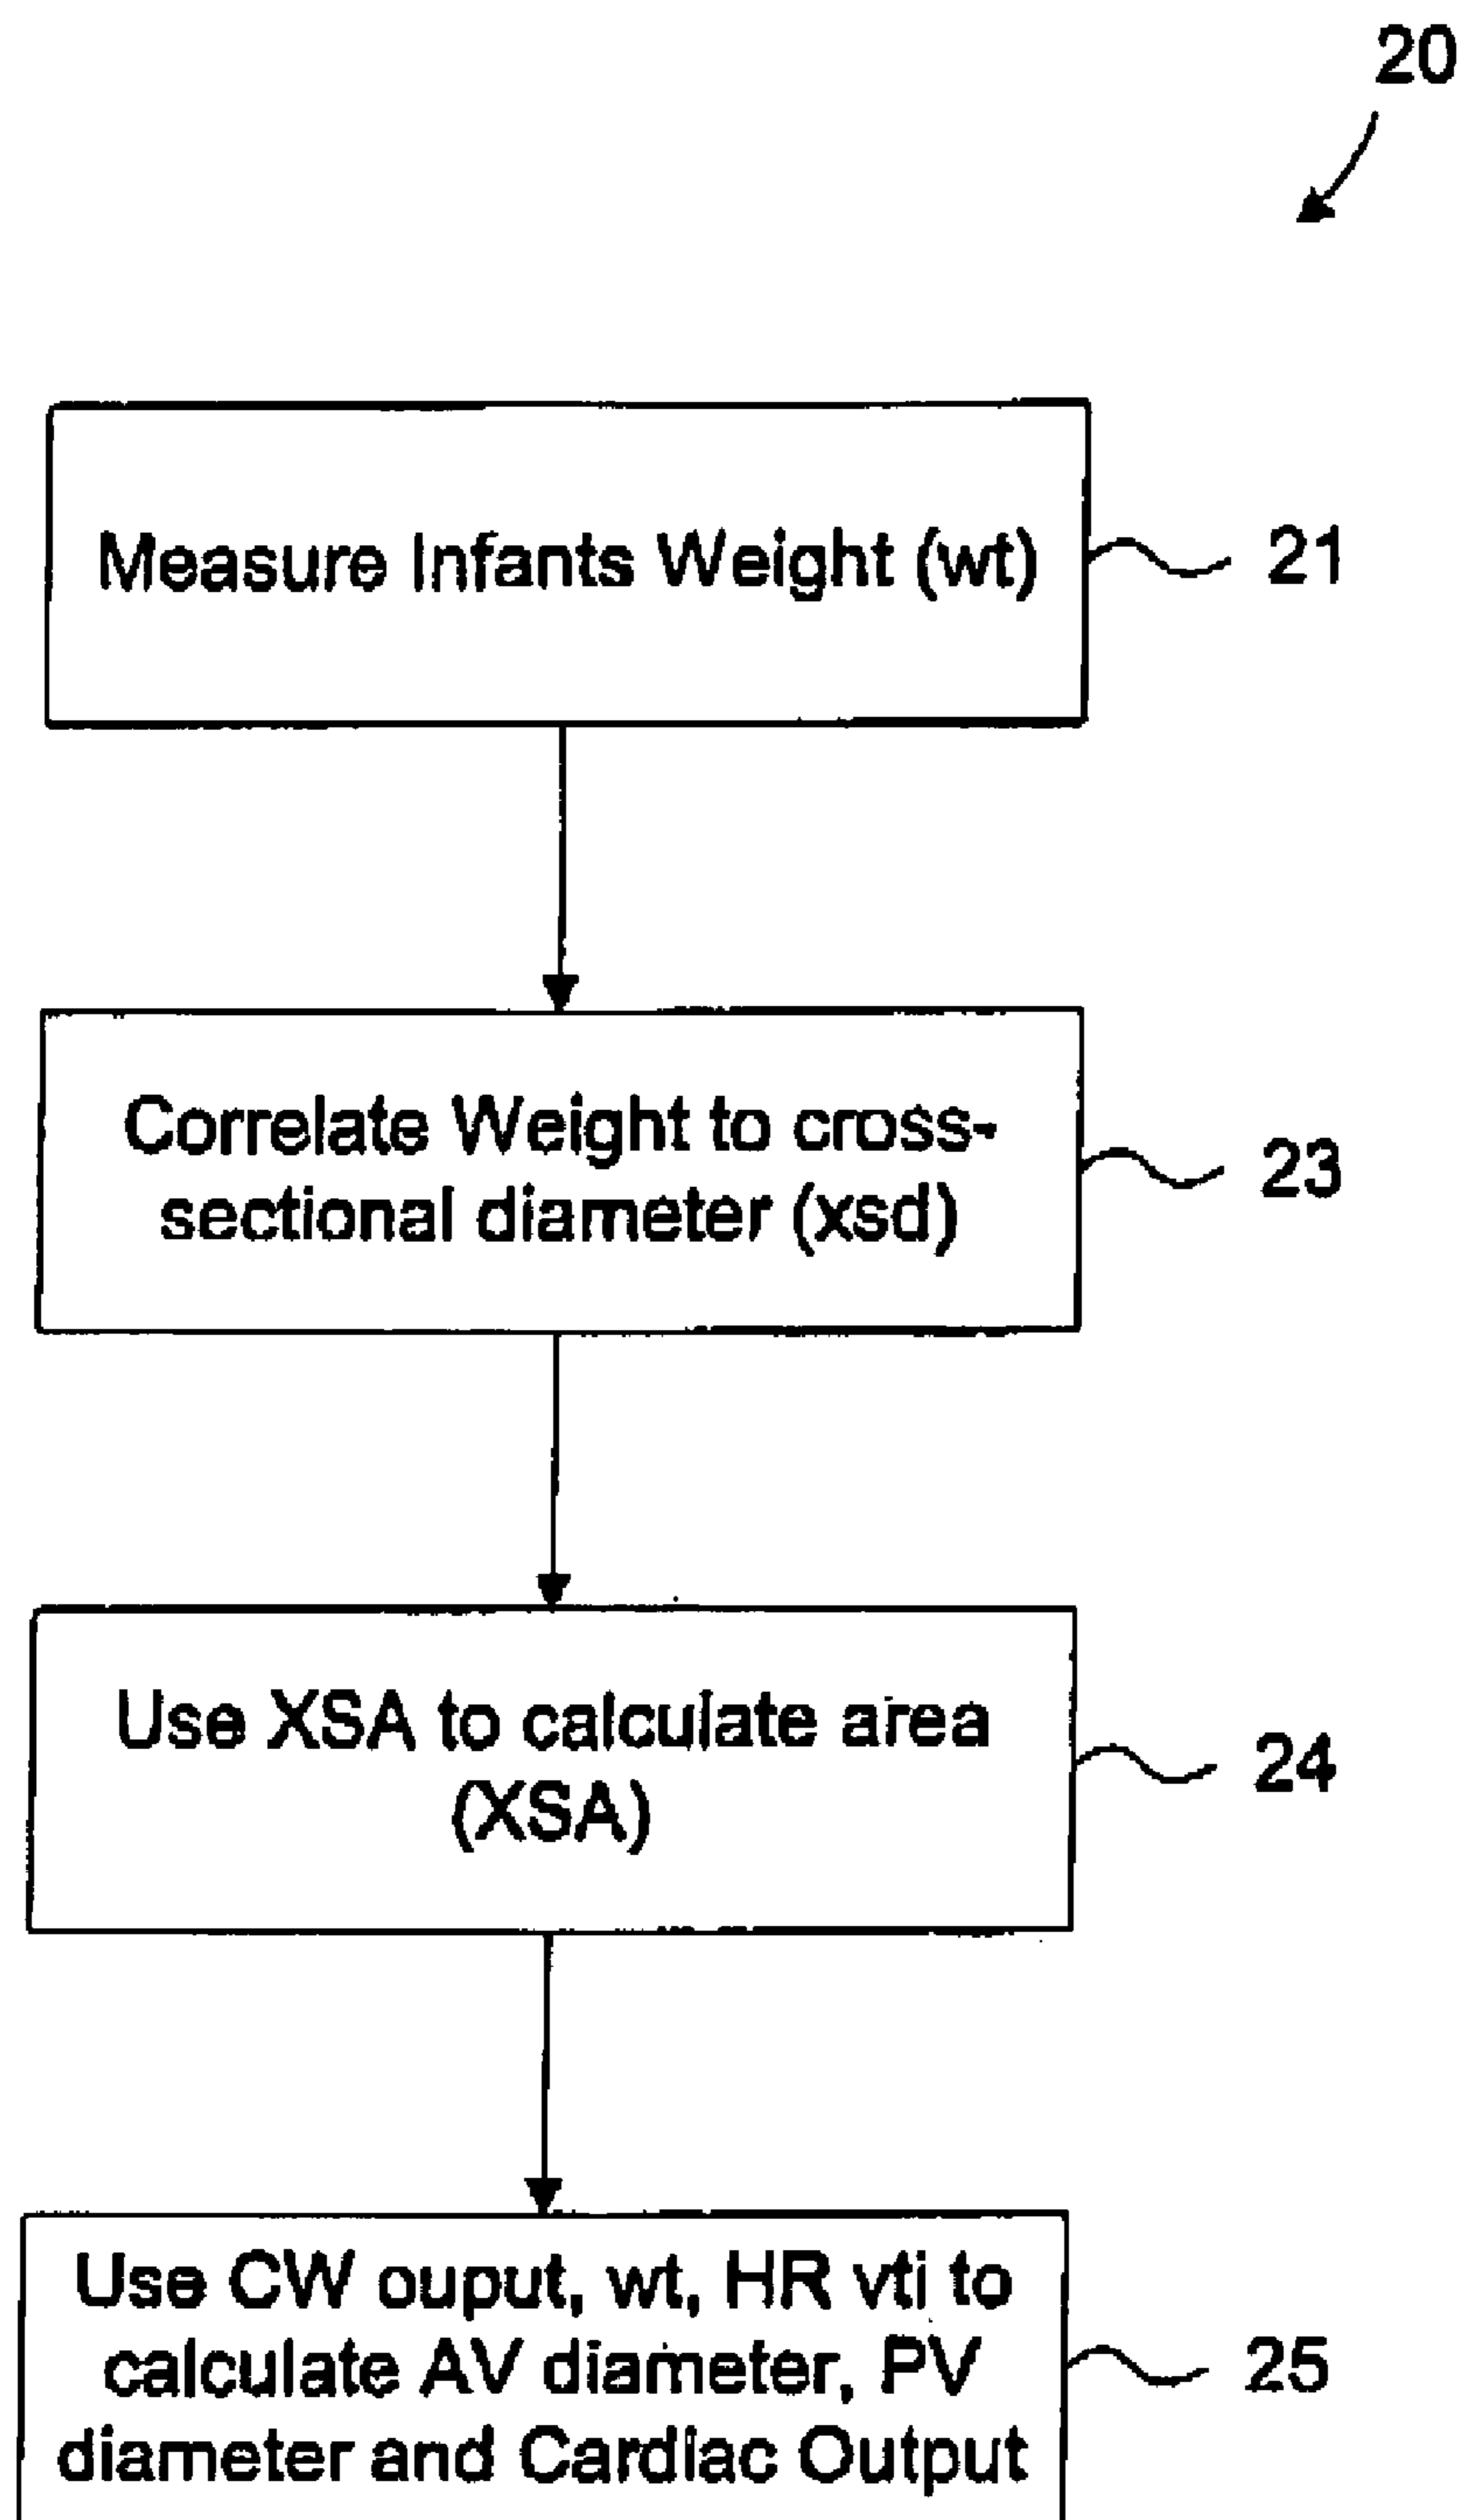 20
Measure Infants Weight (wt)
21
Correlate Weight to cross-
sectional diameter (xsd)
23
Use XSA to calculate area
(XSA)
24
Use CW ouput, wt, HR vti to
calculate AV diameter, PV
diameter and Cardiac Output
25